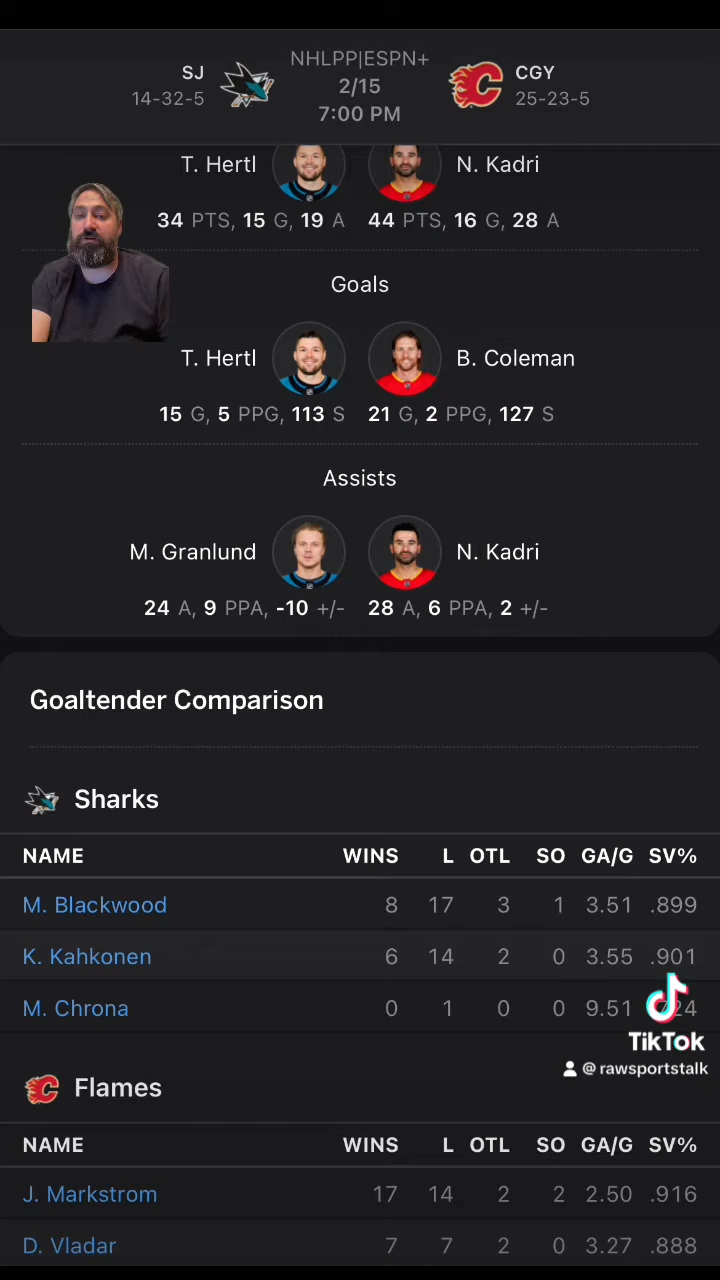 NHLPP|ESPN+
SJ 2/15 CGY
14-32-5 7:00 PM 25-23-5
T. Hertl N. Kadri
34 PTS, 15 G, 19 A 44 PTS, 16 G, 28 A
Goals
T. Hertl B. Coleman
15 G, 5 PPG, 113 S 21 G, 2 PPG, 127 S
Assists
M. Granlund N. Kadri
24 A, 9 PPA, -10 +/- 28 A, 6 PPA, 2 +/-
Goaltender Comparison
Sharks
NAME WINS L OTL SO GA/G SV%
M. Blackwood 8 17 3 1 3.51 .899
K. Kahkonen 6 14 2 0 3.55 .901
M. Chrona 0 1 0 0 9.51
TikTok
@rawsportstalk
Flames
NAME WINS L OTL SO GA/G SV%
J. Markstrom 17 14 2 2 2.50 .916
D. Vladar 7 7 2 0 3.27 .888